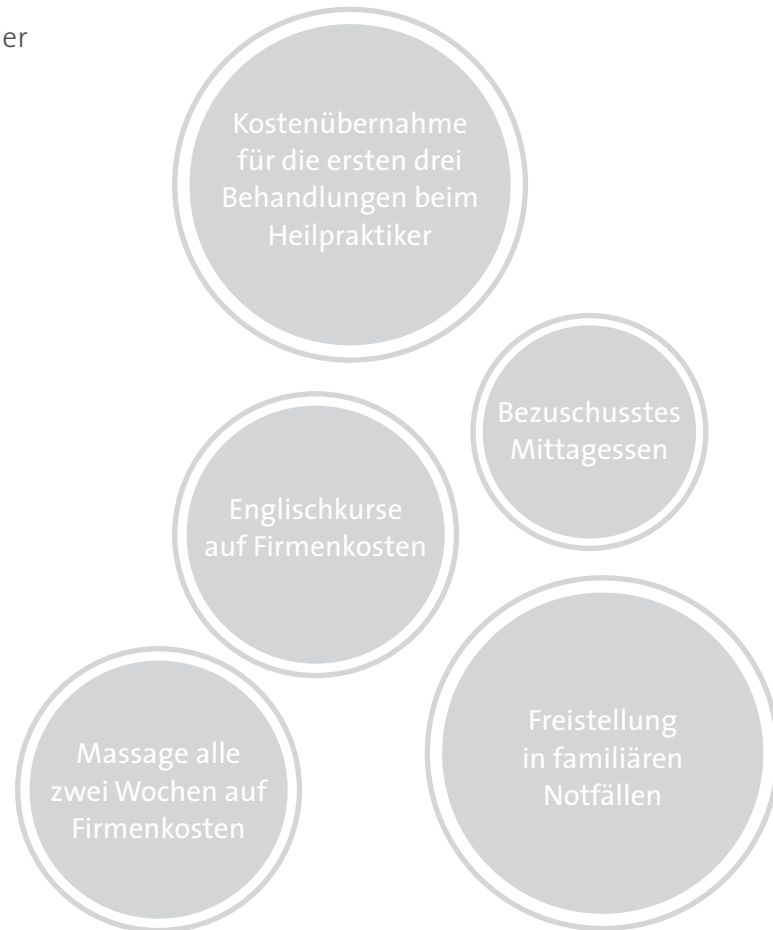 er
Kostenübernahme
für die ersten drei
Behandlungen beim
Heilpraktiker
Bezuschusstes
Mittagessen
Englischkurse
auf Firmenkosten
Freistellung
in familiären
Notfällen
Massage alle
zwei Wochen auf
Firmenkosten